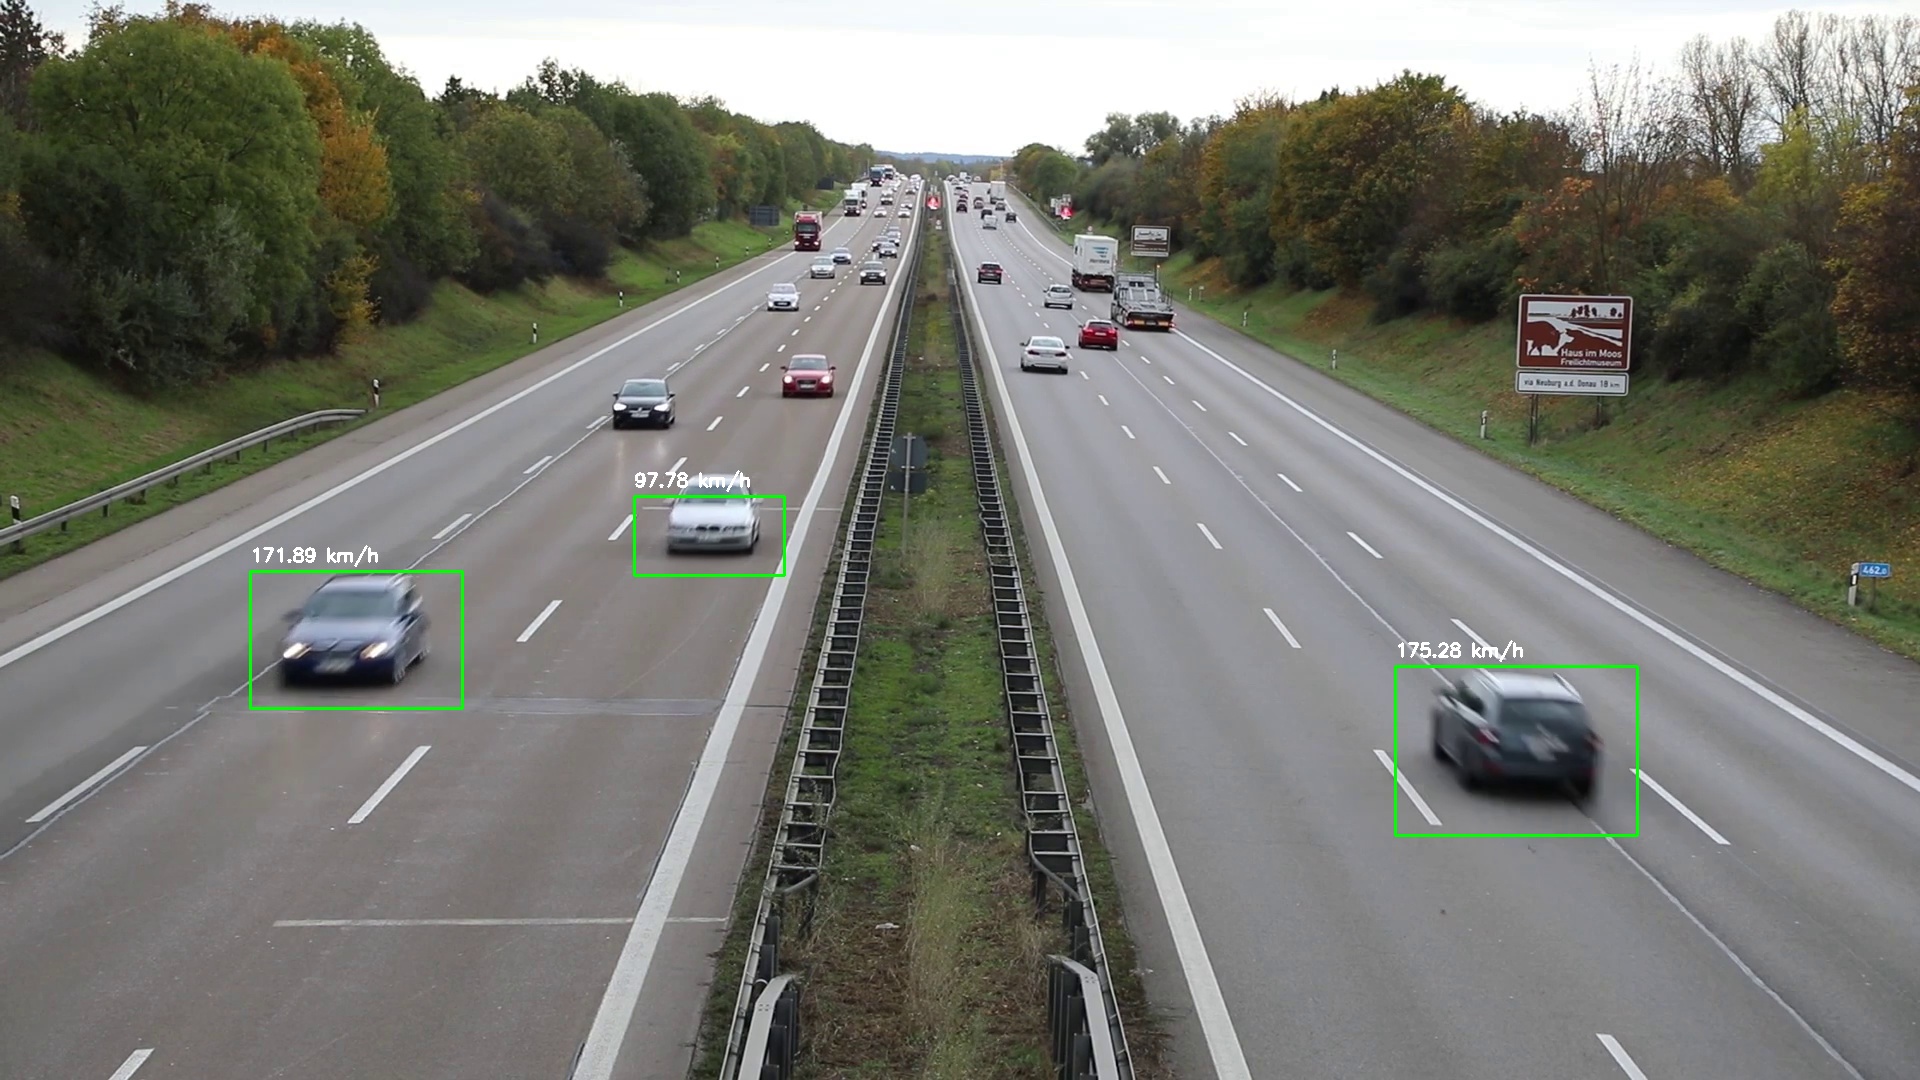 Haus im Moos
Freilichtmuseum
via Neuburg a.d. Donau 18 km
97.78 km/h
171.89 km/h
462,0
175.28 km/h